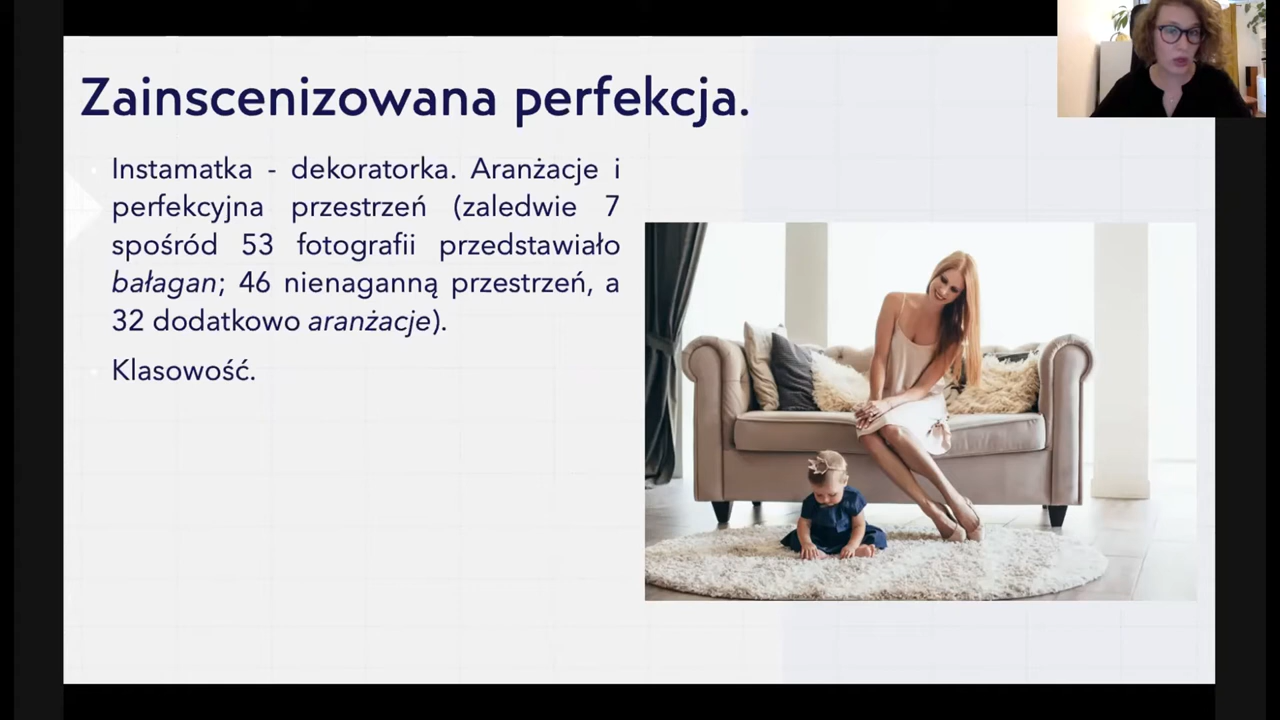 Zainscenizowana perfekcja.
Instamatka - dekoratorka. Aranżacje i
perfekcyjna przestrzeń (zaledwie 7
spośród 53 fotografii przedstawiało
bałagan; 46 nienaganną przestrzeń, a
32 dodatkowo aranżacje).
Klasowość.